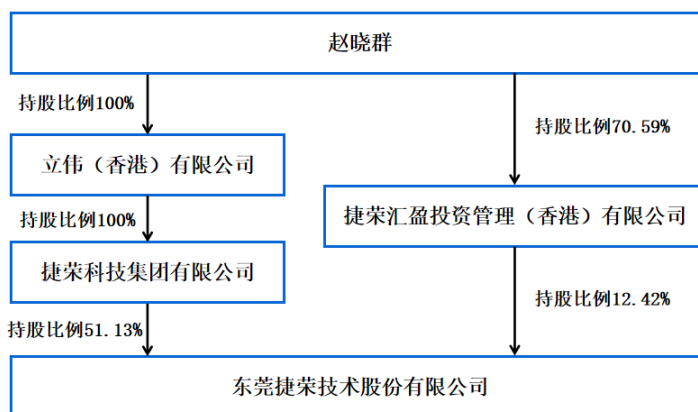 赵晓群
持股比例100%
持股比例70.59%
立伟（香港）有限公司
持股比例100%
捷荣汇盈投资管理（香港）有限公司
捷荣科技集团有限公司
持股比例12.42%
持股比例51.13%
东莞捷荣技术股份有限公司